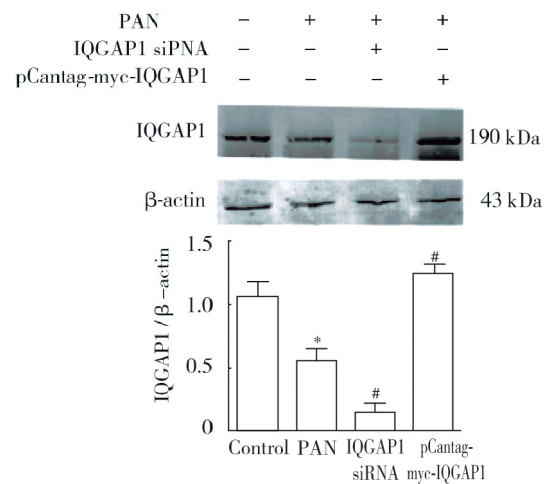 PAN − + + +
IQGAP1 siPNA − − + −
pCantag-myc-IQGAP1 − − − +
IQGAP1 190 kDa
β-actin 43 kDa
IQGAP1/β-actin
1.5
1.0
0.5
0
*
#
#
Control PAN IQGAP1 siRNA pCantag-myc-IQGAP1